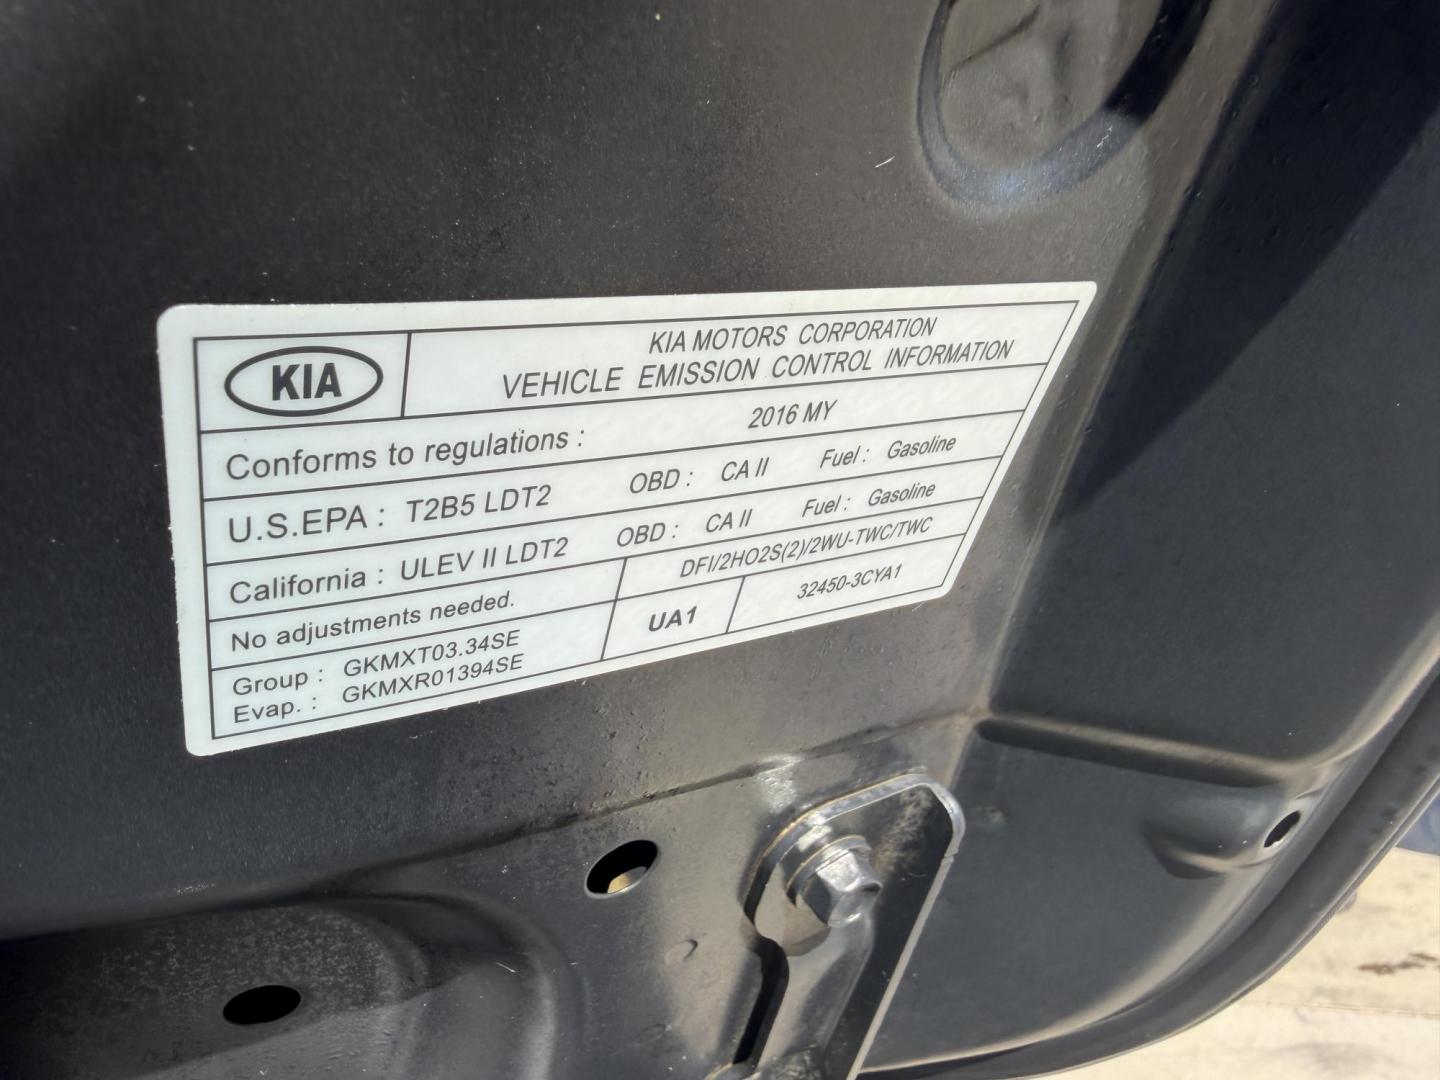 KIA
KIA MOTORS CORPORATION
VEHICLE EMISSION CONTROL INFORMATION
Conforms to regulations : 2016 MY
U.S.EPA : T2B5 LDT2 OBD : CA II Fuel : Gasoline
California : ULEV II LDT2 OBD : CA II Fuel : Gasoline
No adjustments needed. DFI/2HO2S(2)/2WU-TWC/TWC
Group : GKMXT03.34SE
Evap. : GKMXR01394SE
UA1
32450-3CYA1